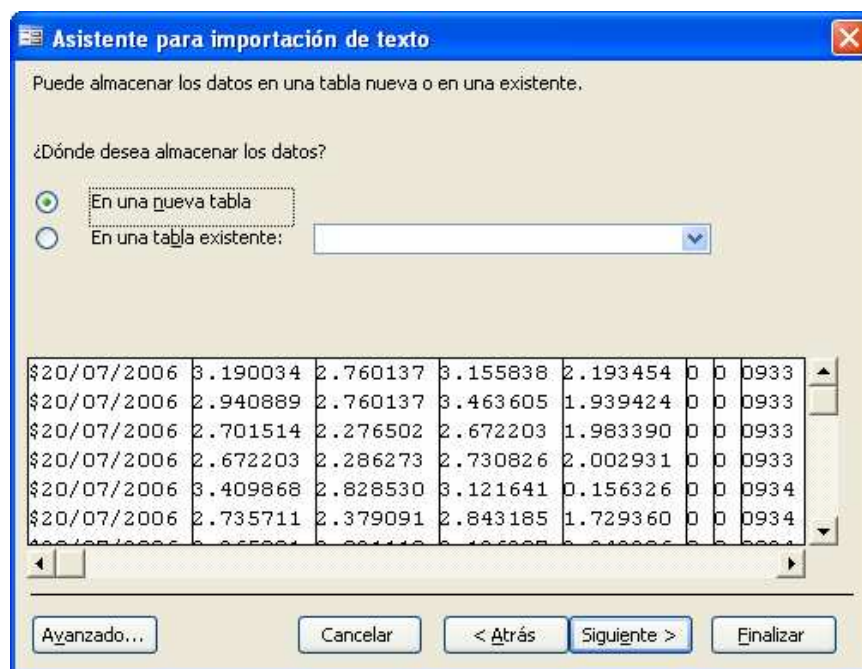 Asistente para importación de texto
Puede almacenar los datos en una tabla nueva o en una existente.
¿Dónde desea almacenar los datos?
En una nueva tabla
En una tabla existente:
$20/07/2006 3.190034 2.760137 3.155838 2.193454 0 0 0933
$20/07/2006 2.940889 2.760137 3.463605 1.939424 0 0 0933
$20/07/2006 2.701514 2.276502 2.672203 1.983390 0 0 0933
$20/07/2006 2.672203 2.286273 2.730826 2.002931 0 0 0933
$20/07/2006 3.409868 2.828530 3.121641 0.156326 0 0 0934
$20/07/2006 2.735711 2.379091 2.843185 1.729360 0 0 0934
Avanzado... Cancelar < Atrás Siguiente > Finalizar